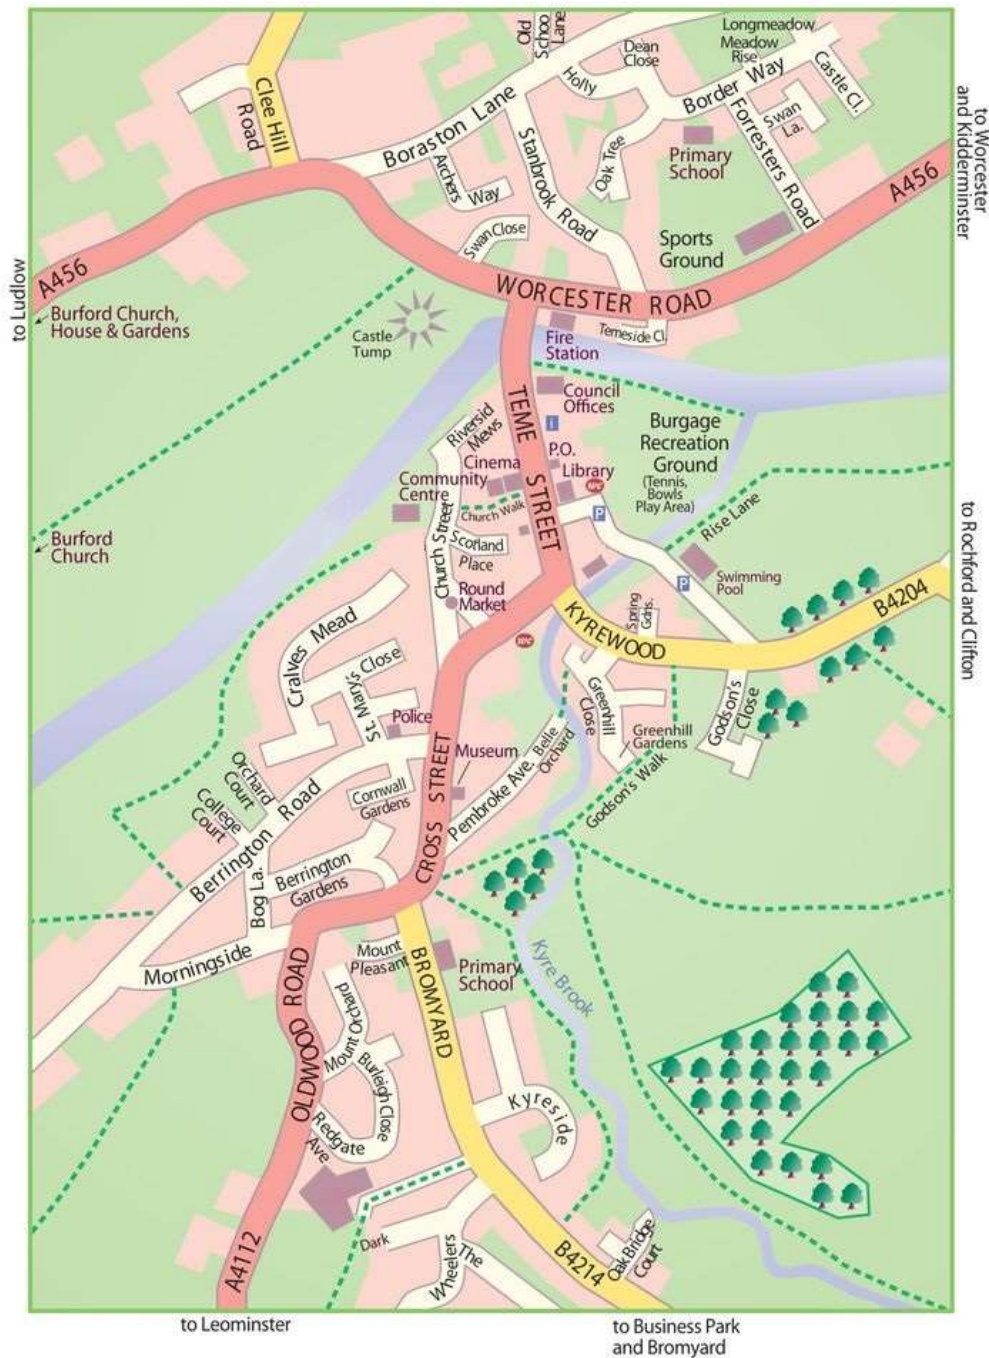 Longmeadow
Old
School
Lane
Dean
Close
Meadow
Rise
Holly
Border Way
Castle Cl.
Clee Hill
Road
Boraston Lane
Swan
La.
Archers
Way
Stanbrook Road
Oak Tree
Primary
School
Forresters Road
to Worcester
and Kidderminster
A456
Swan Close
Sports
Ground
A456
to Ludlow
WORCESTER ROAD
Burford Church,
House & Gardens
Castle
Tump
Temeside Cl.
Fire
Station
TEME STREET
Council
Offices
i
Riversid
Mews
Burgage
Recreation
Ground
(Tennis,
Bowls
Play Area)
P.O.
Cinema
Library
Community
Centre
WC
Church Walk
P
Rise Lane
to Rochford and Clifton
Burford
Church
Church Street
Scotland
Place
Swimming
Pool
P
Round
Market
B4204
KYREWOOD
Spring
Gdns.
Cralves Mead
WC
St. Mary's Close
Greenhill
Close
Godson's
Close
Police
Greenhill
Gardens
Museum
Belle
Orchard
Pembroke Ave.
Orchard
Court
College
Court
Cornwall
Gardens
Godson's Walk
CROSS STREET
Berrington Road
Berrington
Gardens
Bog La.
Morningside
Mount
Pleasant
Primary
School
Kyre Brook
BROMYARD
OLDWOOD ROAD
Mount Orchard
Burleigh Close
Kyreside
Redgate
Ave
Dark
The
Wheelers
Oak Bridge
Court
A4112
B4214
to Leominster
to Business Park
and Bromyard